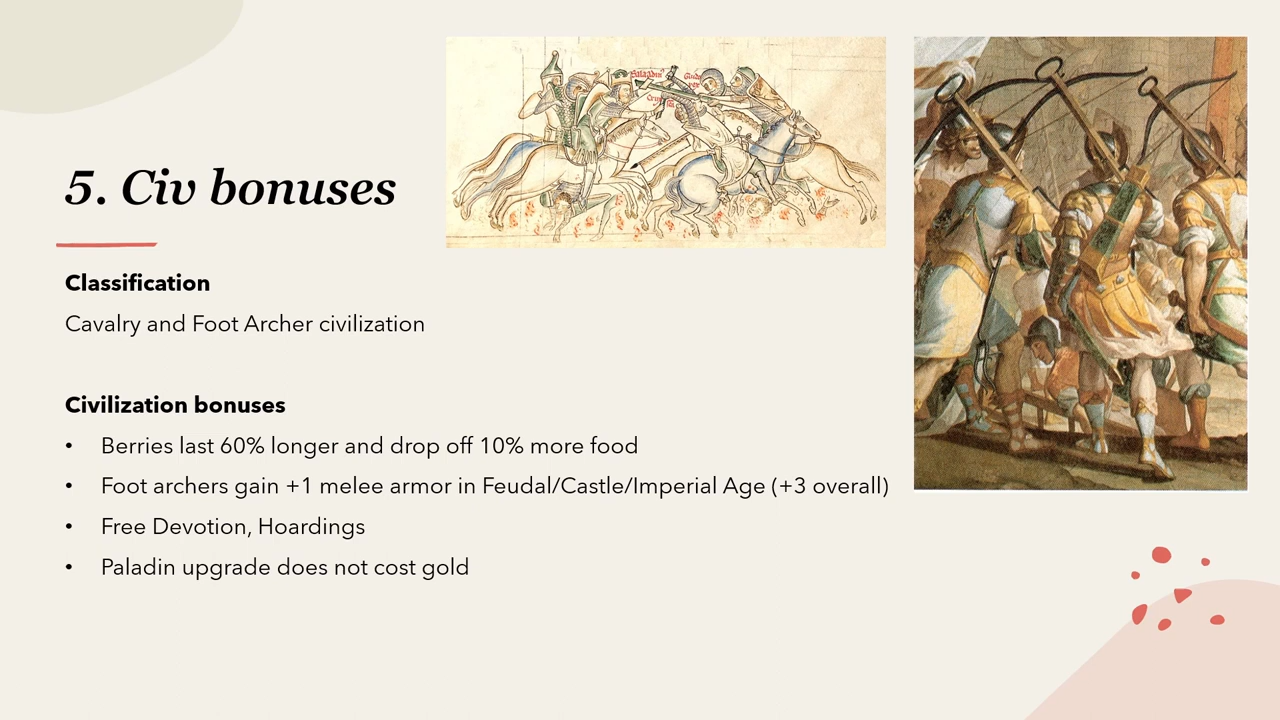 5. Civ bonuses
Classification
Cavalry and Foot Archer civilization
Civilization bonuses
• Berries last 60% longer and drop off 10% more food
• Foot archers gain +1 melee armor in Feudal/Castle/Imperial Age (+3 overall)
• Free Devotion, Hoardings
• Paladin upgrade does not cost gold